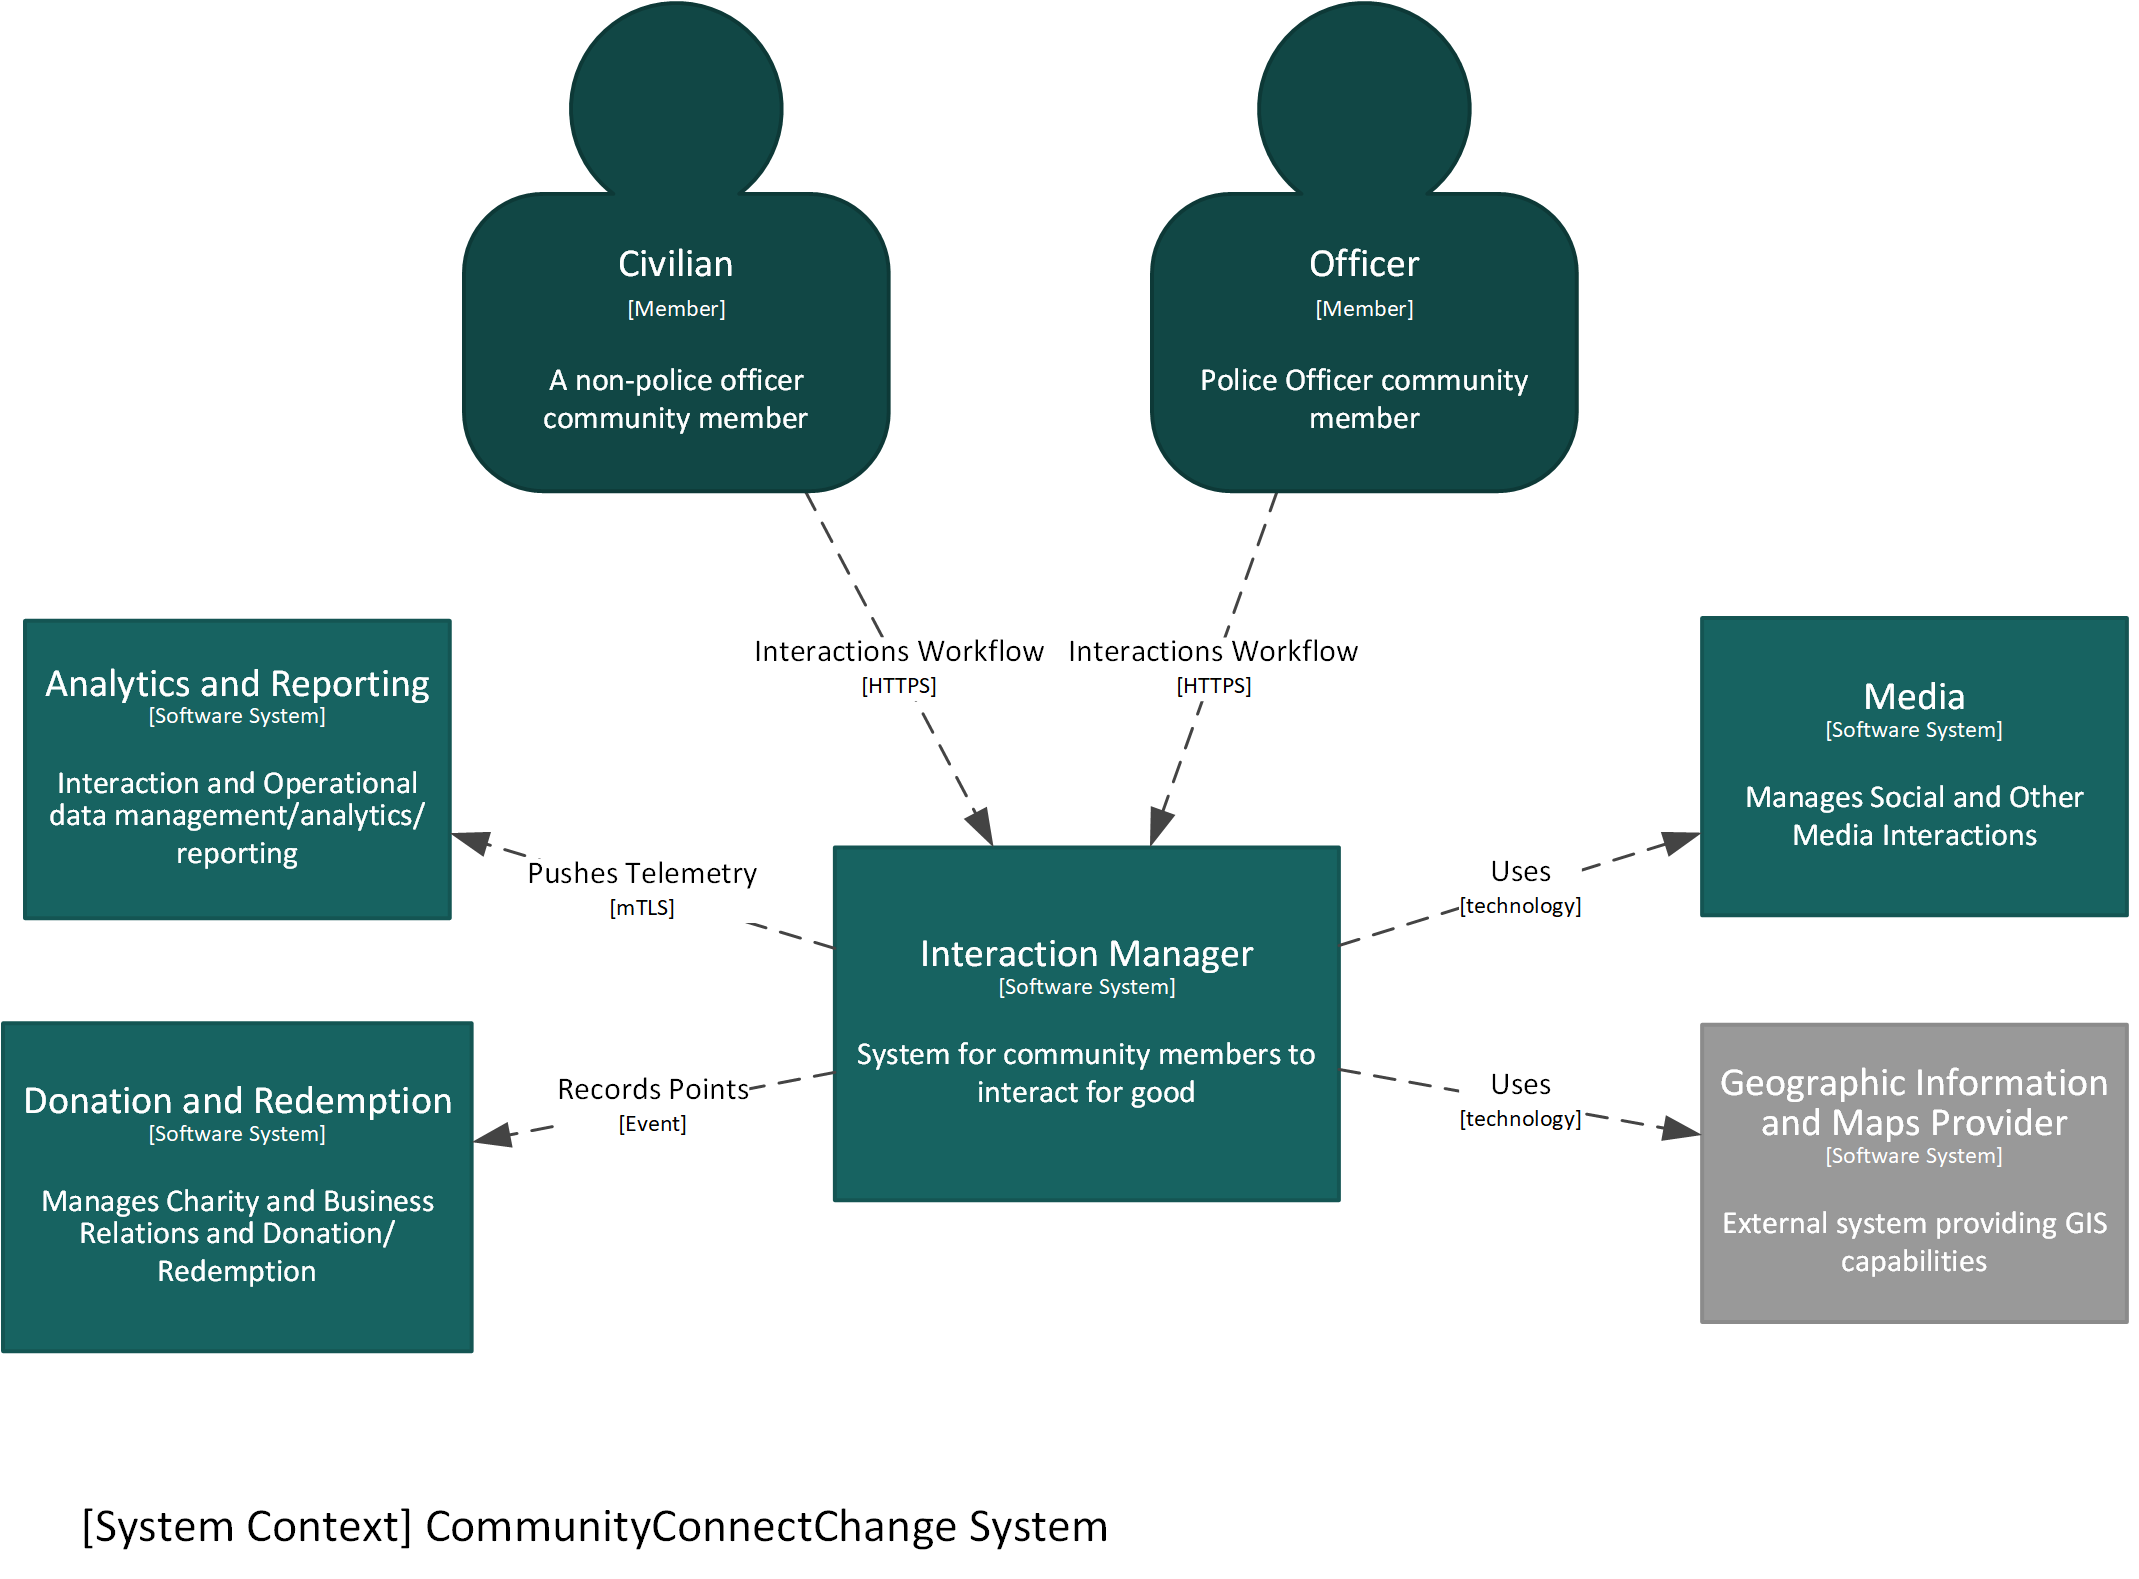 Civilian
[Member]
A non-police officer
community member
Officer
[Member]
Police Officer community
member
Interactions Workflow
[HTTPS]
Interactions Workflow
[HTTPS]
Analytics and Reporting
[Software System]
Interaction and Operational
data management/analytics/
reporting
Pushes Telemetry
[mTLS]
Interaction Manager
[Software System]
System for community members to
interact for good
Uses
[technology]
Media
[Software System]
Manages Social and Other
Media Interactions
Donation and Redemption
[Software System]
Manages Charity and Business
Relations and Donation/
Redemption
Records Points
[Event]
Uses
[technology]
Geographic Information
and Maps Provider
[Software System]
External system providing GIS
capabilities
[System Context] CommunityConnectChange System